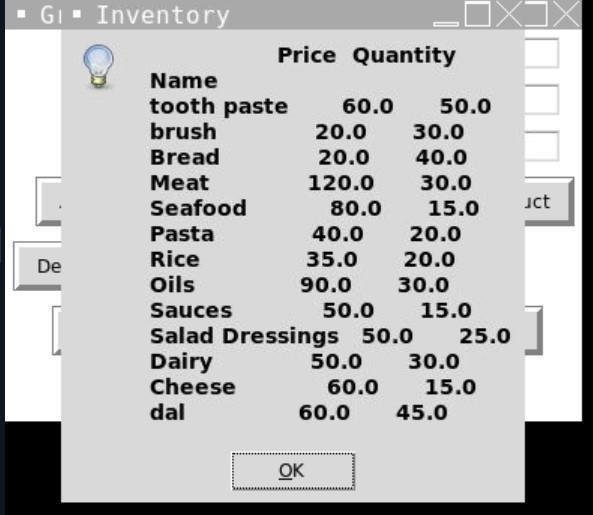 Gr
Inventory
Price Quantity
Name
tooth paste 60.0 50.0
brush 20.0 30.0
Bread 20.0 40.0
Meat 120.0 30.0
Seafood 80.0 15.0
Pasta 40.0 20.0
Rice 35.0 20.0
Oils 90.0 30.0
Sauces 50.0 15.0
Salad Dressings 50.0 25.0
Dairy 50.0 30.0
Cheese 60.0 15.0
dal 60.0 45.0
uct
De
OK